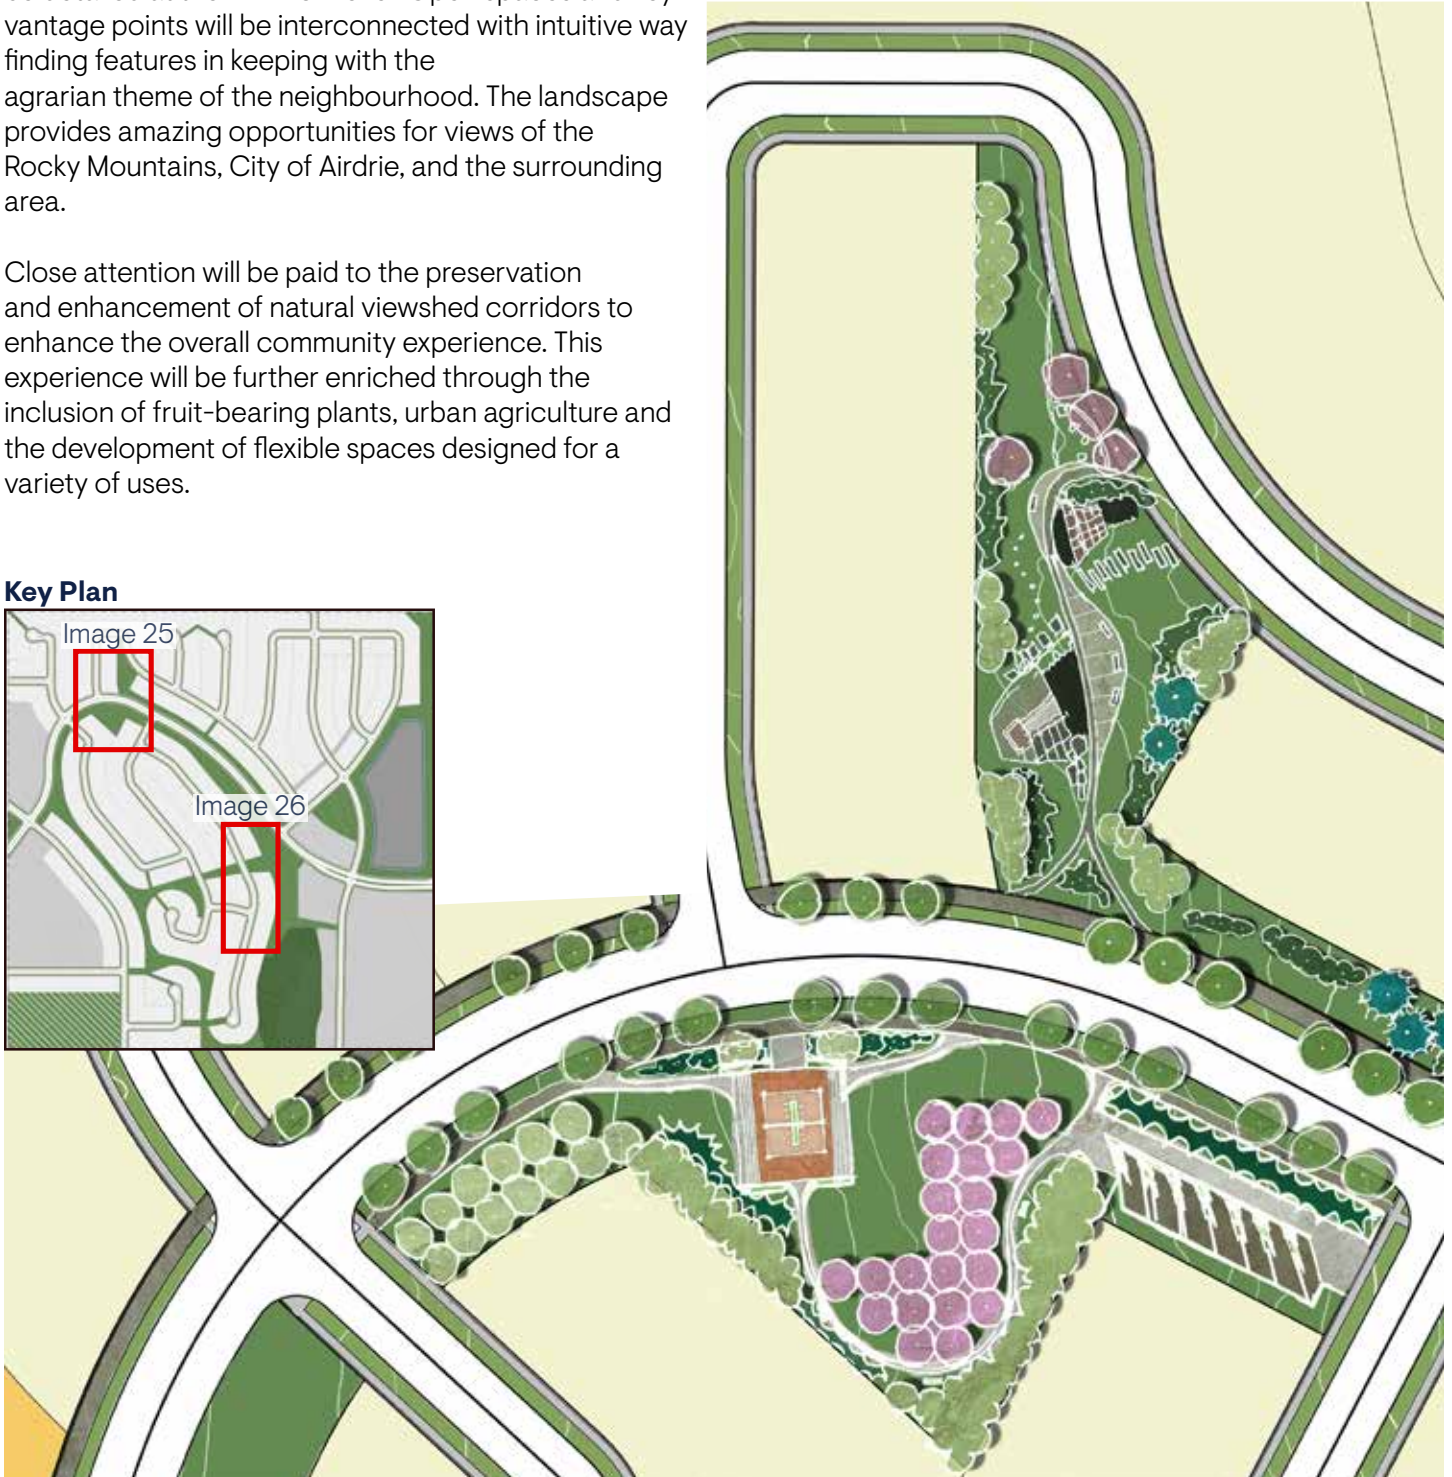 vantage points will be interconnected with intuitive way
finding features in keeping with the
agrarian theme of the neighbourhood. The landscape
provides amazing opportunities for views of the
Rocky Mountains, City of Airdrie, and the surrounding
area.
Close attention will be paid to the preservation
and enhancement of natural viewshed corridors to
enhance the overall community experience. This
experience will be further enriched through the
inclusion of fruit-bearing plants, urban agriculture and
the development of flexible spaces designed for a
variety of uses.
Key Plan
Image 25
Image 26